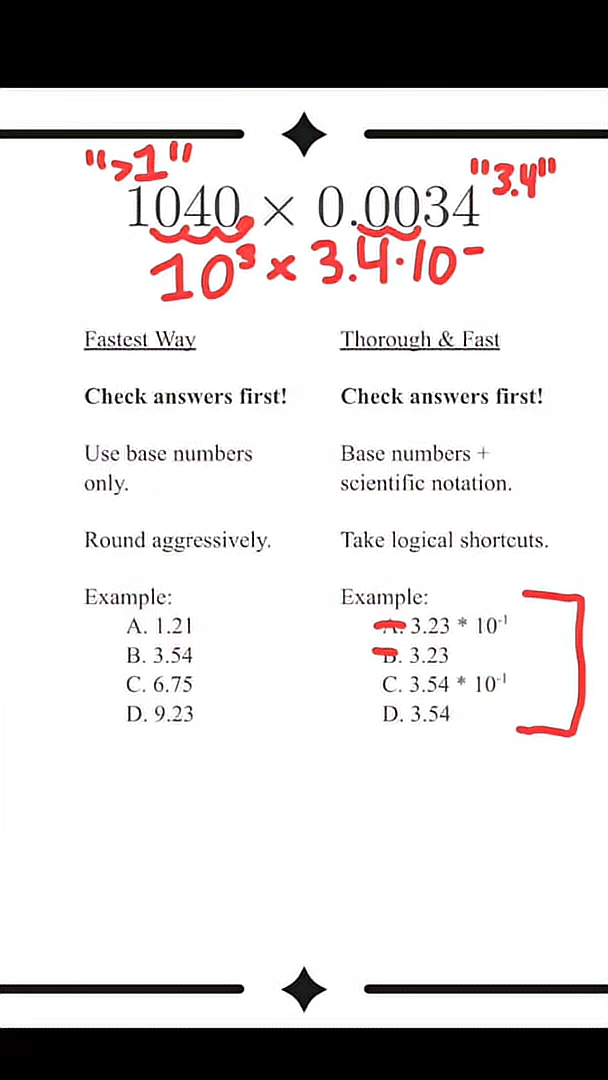 ">1" "3.4"
1040, × 0.0034
10³ x 3.4·10⁻
Fastest Way
Check answers first!
Use base numbers
only.
Round aggressively.
Example:
A. 1.21
B. 3.54
C. 6.75
D. 9.23
Thorough & Fast
Check answers first!
Base numbers +
scientific notation.
Take logical shortcuts.
Example:
A. 3.23 * 10⁻¹
B. 3.23
C. 3.54 * 10⁻¹
D. 3.54